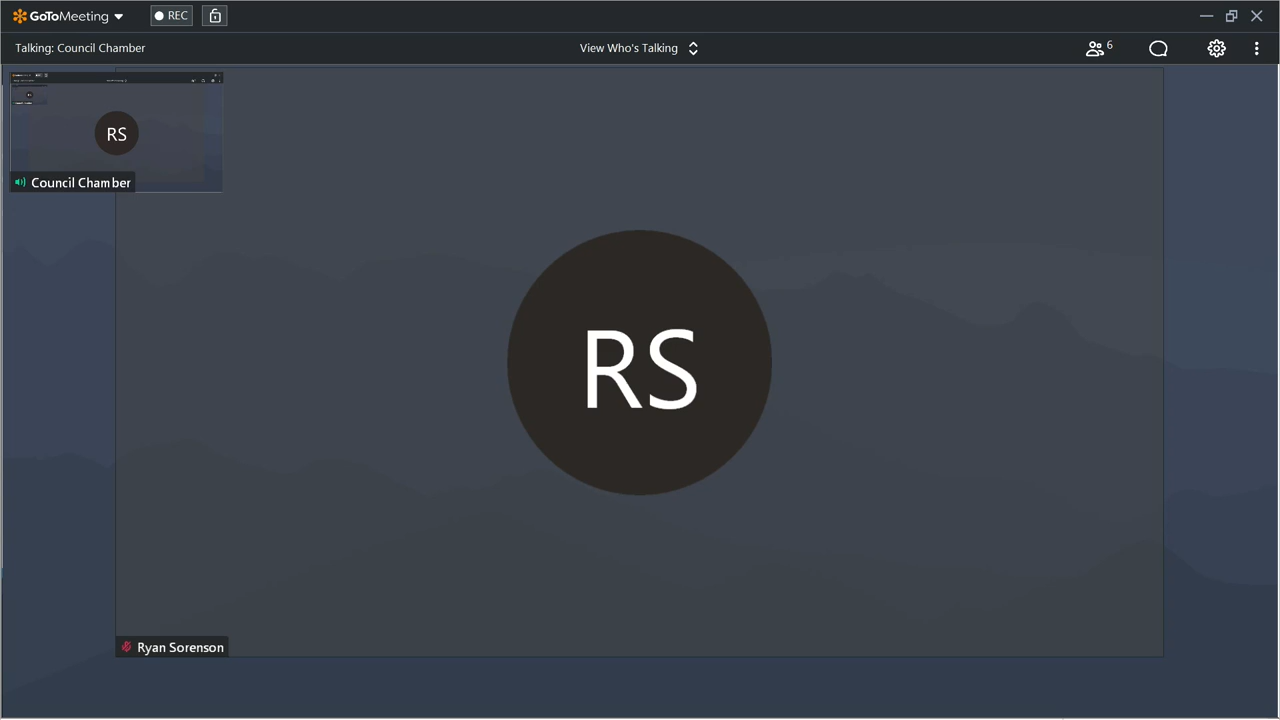 GoToMeeting
REC
Talking: Council Chamber
View Who's Talking
6
RS
Council Chamber
RS
Ryan Sorenson